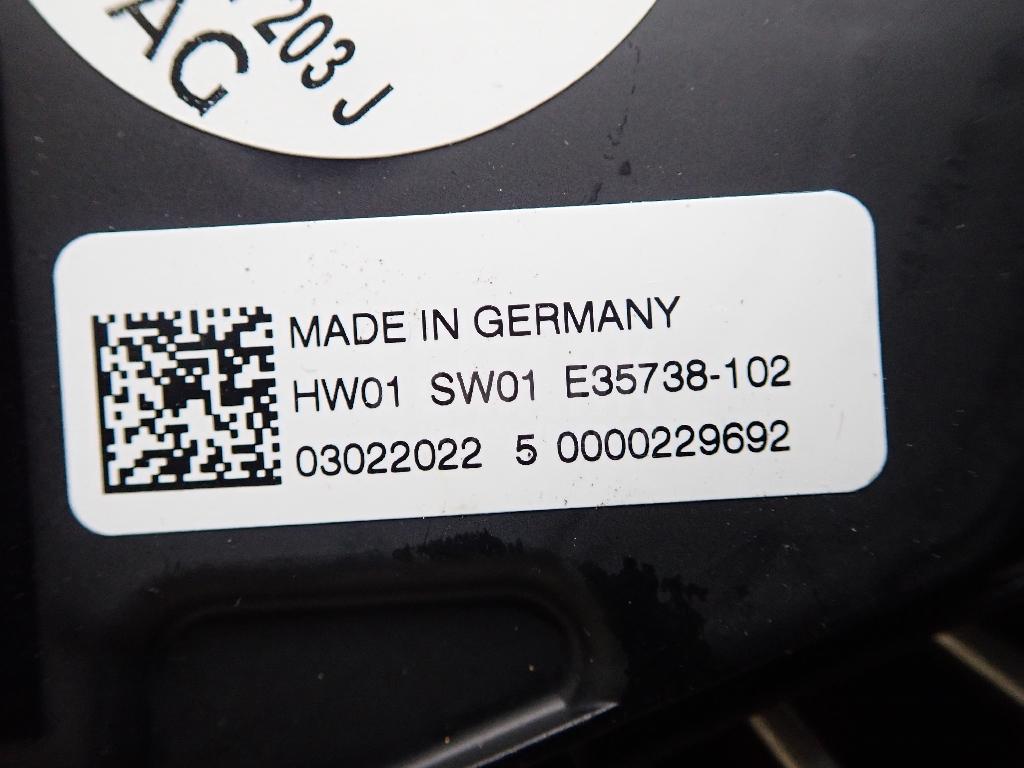 203 J
AC
MADE IN GERMANY
HW01 SW01 E35738-102
03022022 5 0000229692